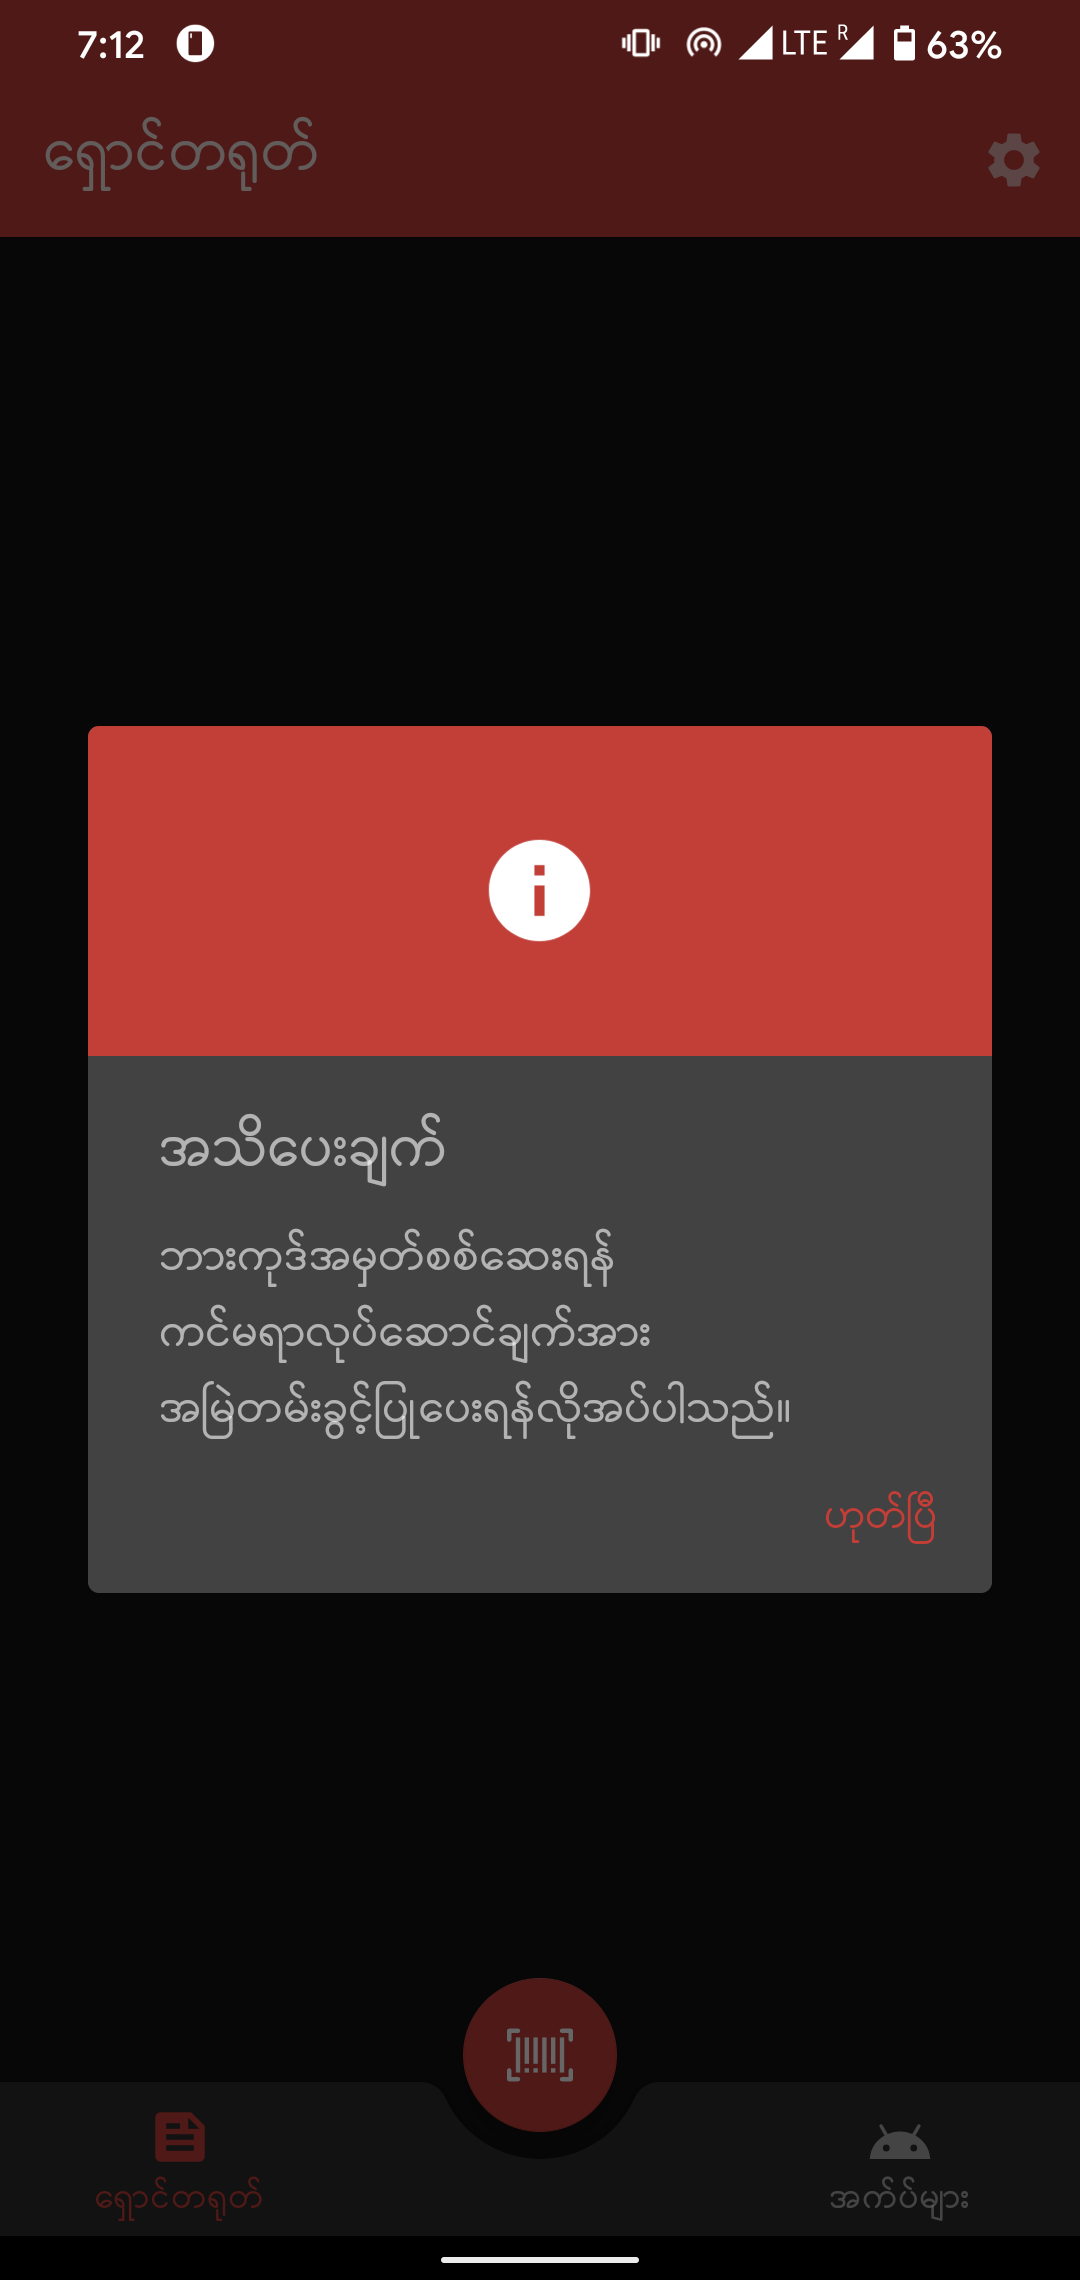 7:12
LTE R 63%
ရှောင်တရုတ်
အသိပေးချက်
ဘားကုဒ်အမှတ်စစ်ဆေးရန်
ကင်မရာလုပ်ဆောင်ချက်အား
အမြဲတမ်းခွင့်ပြုပေးရန်လိုအပ်ပါသည်။
ဟုတ်ပြီ
ရှောင်တရုတ်
အက်ပ်များ